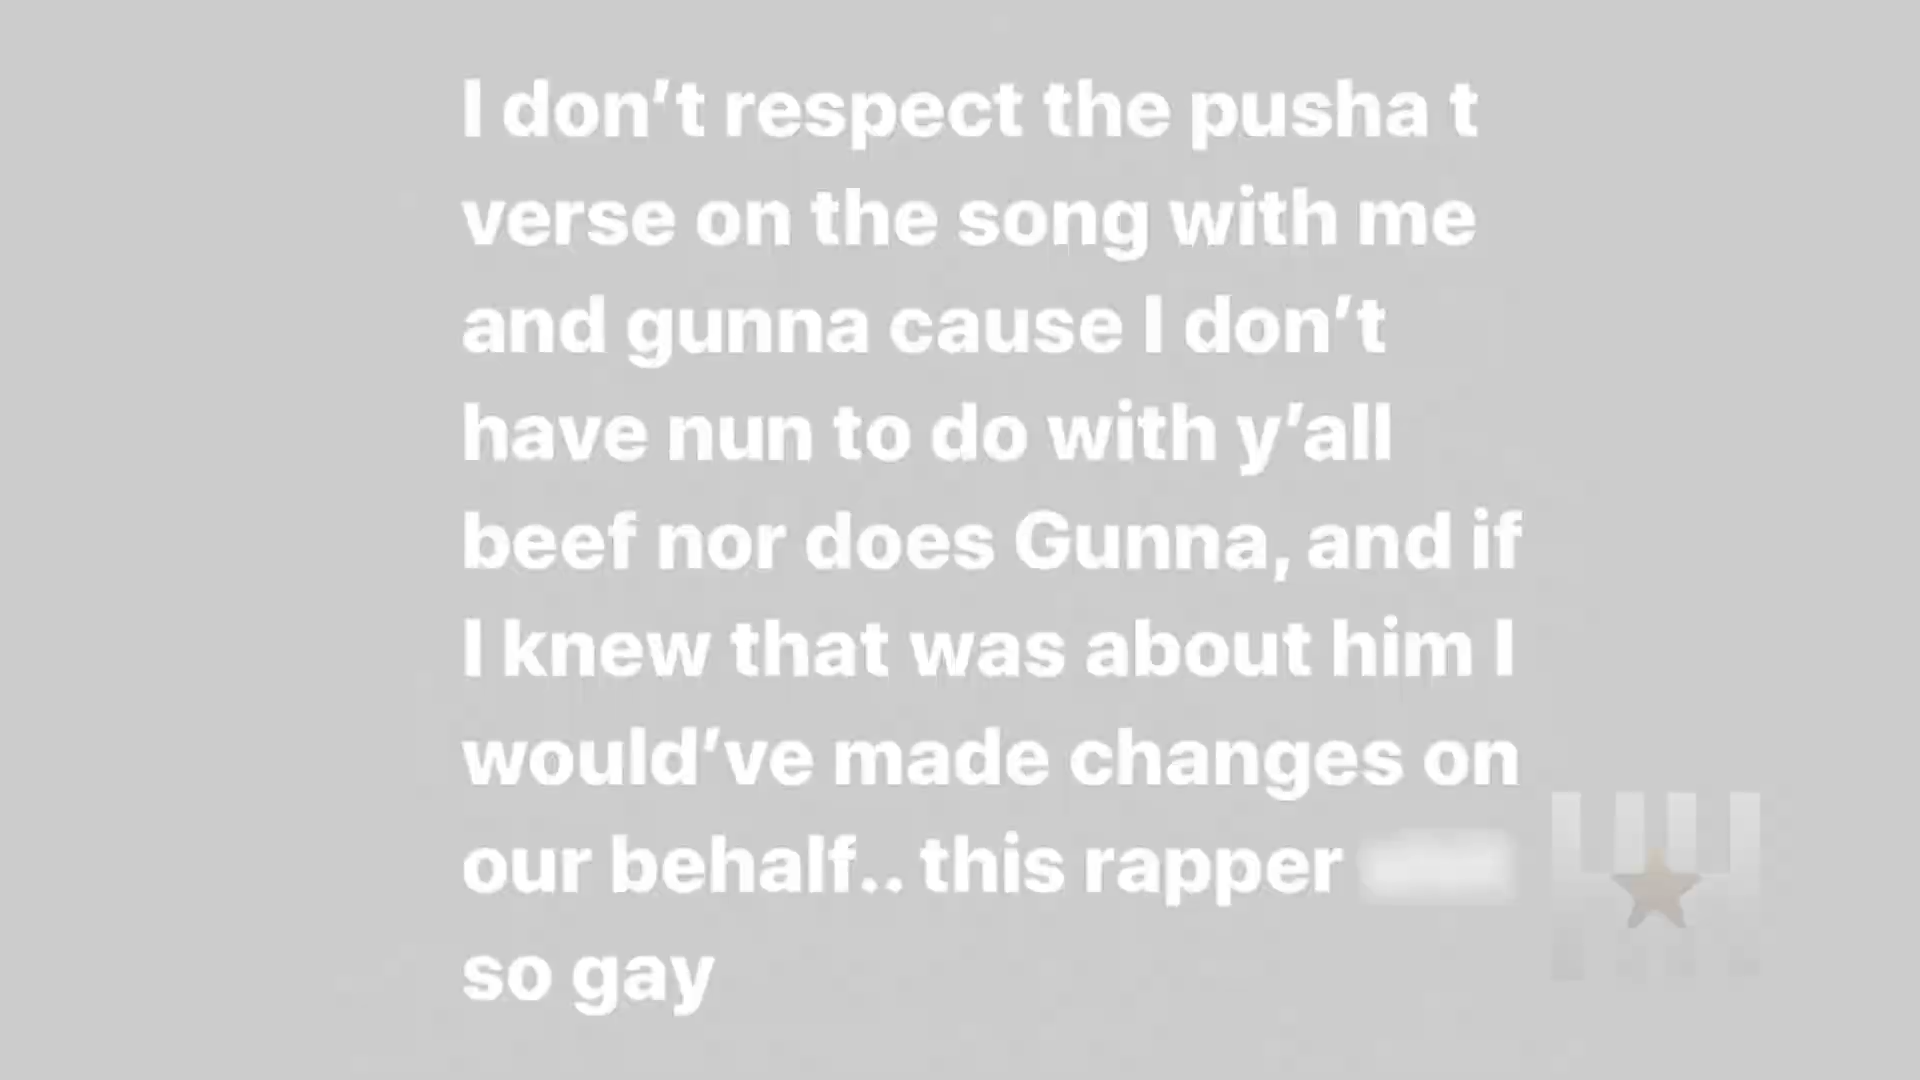 I don’t respect the pusha t
verse on the song with me
and gunna cause I don’t
have nun to do with y’all
beef nor does Gunna, and if
I knew that was about him I
would’ve made changes on
our behalf.. this rapper
so gay